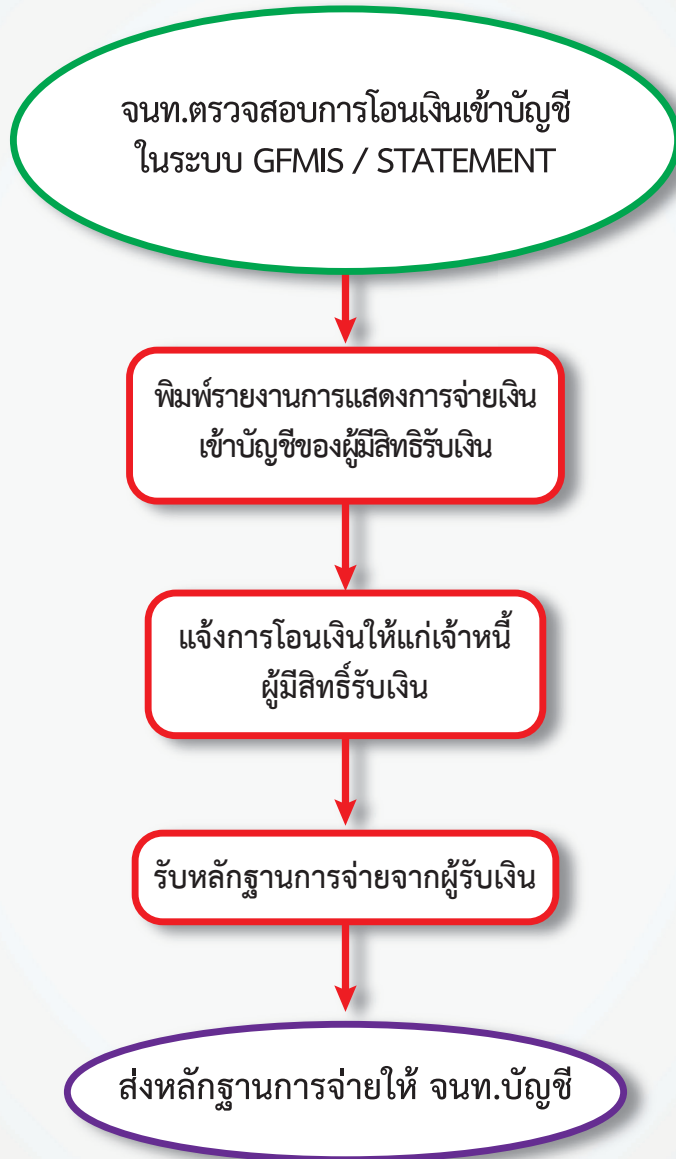 จนท.ตรวจสอบการโอนเงินเข้าบัญชี
ในระบบ GFMIS / STATEMENT
พิมพ์รายงานการแสดงการจ่ายเงิน
เข้าบัญชีของผู้มีสิทธิรับเงิน
แจ้งการโอนเงินให้แก่เจ้าหนี้
ผู้มีสิทธิ์รับเงิน
รับหลักฐานการจ่ายจากผู้รับเงิน
ส่งหลักฐานการจ่ายให้ จนท.บัญชี